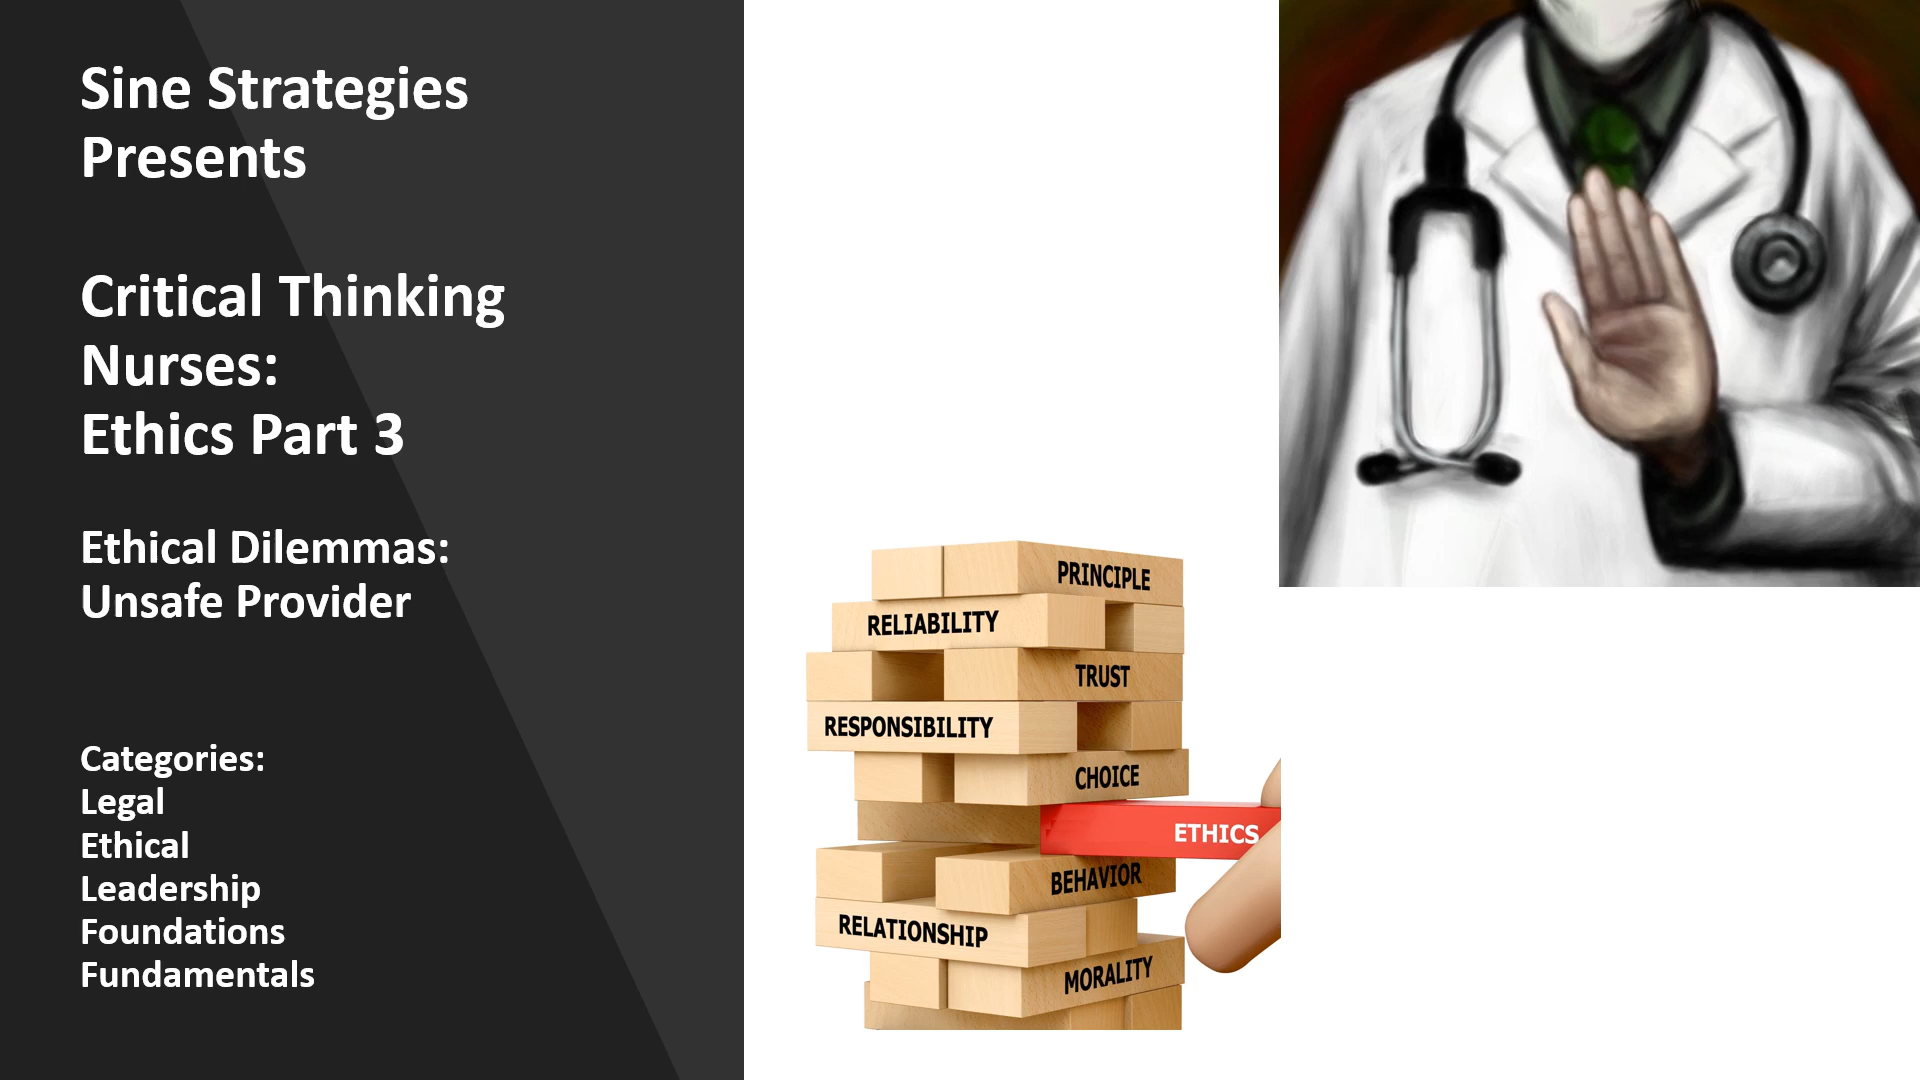 Sine Strategies
Presents
Critical Thinking
Nurses:
Ethics Part 3
Ethical Dilemmas:
Unsafe Provider
Categories:
Legal
Ethical
Leadership
Foundations
Fundamentals
PRINCIPLE
RELIABILITY
TRUST
RESPONSIBILITY
CHOICE
ETHICS
BEHAVIOR
RELATIONSHIP
MORALITY